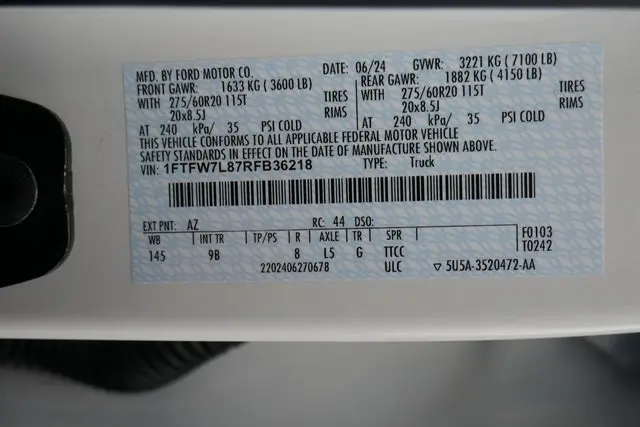 MFD. BY FORD MOTOR CO. DATE: 06/24 GVWR: 3221 KG ( 7100 LB)
FRONT GAWR: 1633 KG ( 3600 LB) REAR GAWR: 1882 KG ( 4150 LB)
WITH 275/60R20 115T TIRES WITH 275/60R20 115T TIRES
20x8.5J RIMS 20x8.5J RIMS
AT 240 kPa/ 35 PSI COLD AT 240 kPa/ 35 PSI COLD
THIS VEHICLE CONFORMS TO ALL APPLICABLE FEDERAL MOTOR VEHICLE
SAFETY STANDARDS IN EFFECT ON THE DATE OF MANUFACTURE SHOWN ABOVE.
VIN: 1FTFW7L87RFB36218 TYPE: Truck
EXT PNT: AZ RC: 44 DSO:
WB INT TR TP/PS R AXLE TR SPR F0103
145 9B 8 L5 G TTCC T0242
2202406270678 ULC ▽ 5U5A-3520472-AA